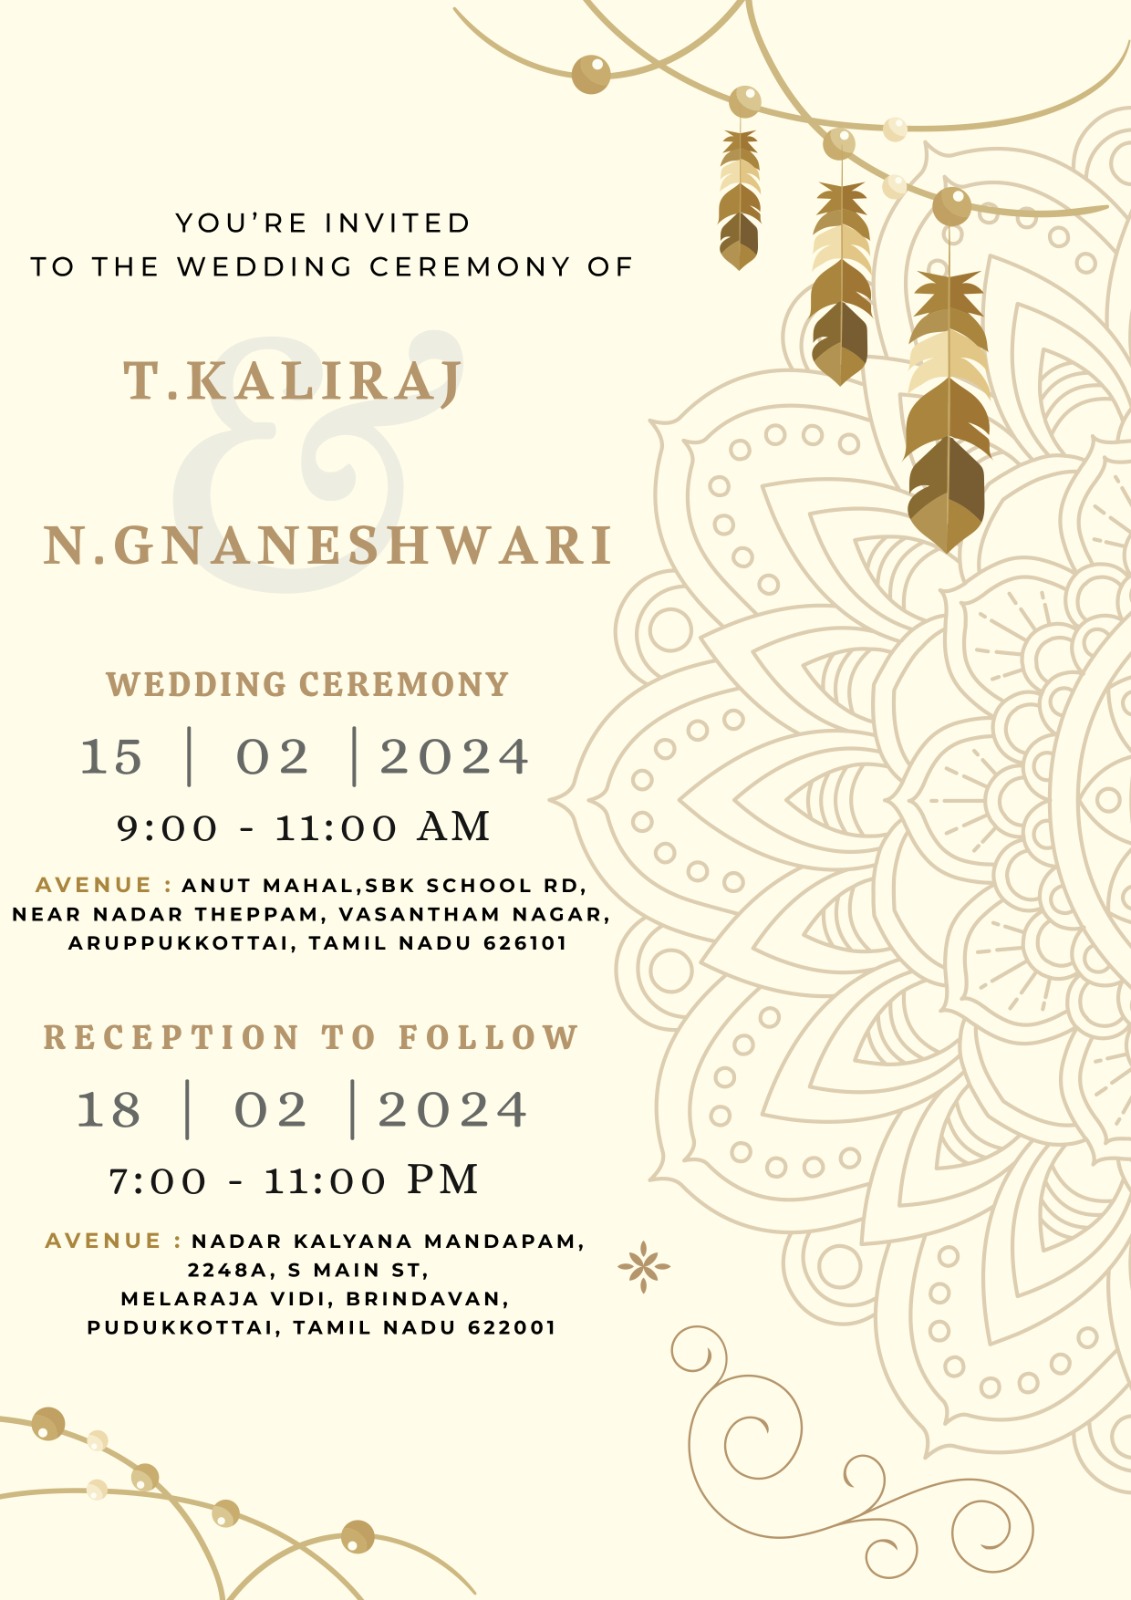 YOU'RE INVITED
TO THE WEDDING CEREMONY OF
T.KALIRAJ
&
N.GNANESHWARI
WEDDING CEREMONY
15 | 02 | 2024
9:00 - 11:00 AM
AVENUE : ANUT MAHAL,SBK SCHOOL RD,
NEAR NADAR THEPPAM, VASANTHAM NAGAR,
ARUPPUKKOTTAI, TAMIL NADU 626101
RECEPTION TO FOLLOW
18 | 02 | 2024
7:00 - 11:00 PM
AVENUE : NADAR KALYANA MANDAPAM,
2248A, S MAIN ST,
MELARAJA VIDI, BRINDAVAN,
PUDUKKOTTAI, TAMIL NADU 622001